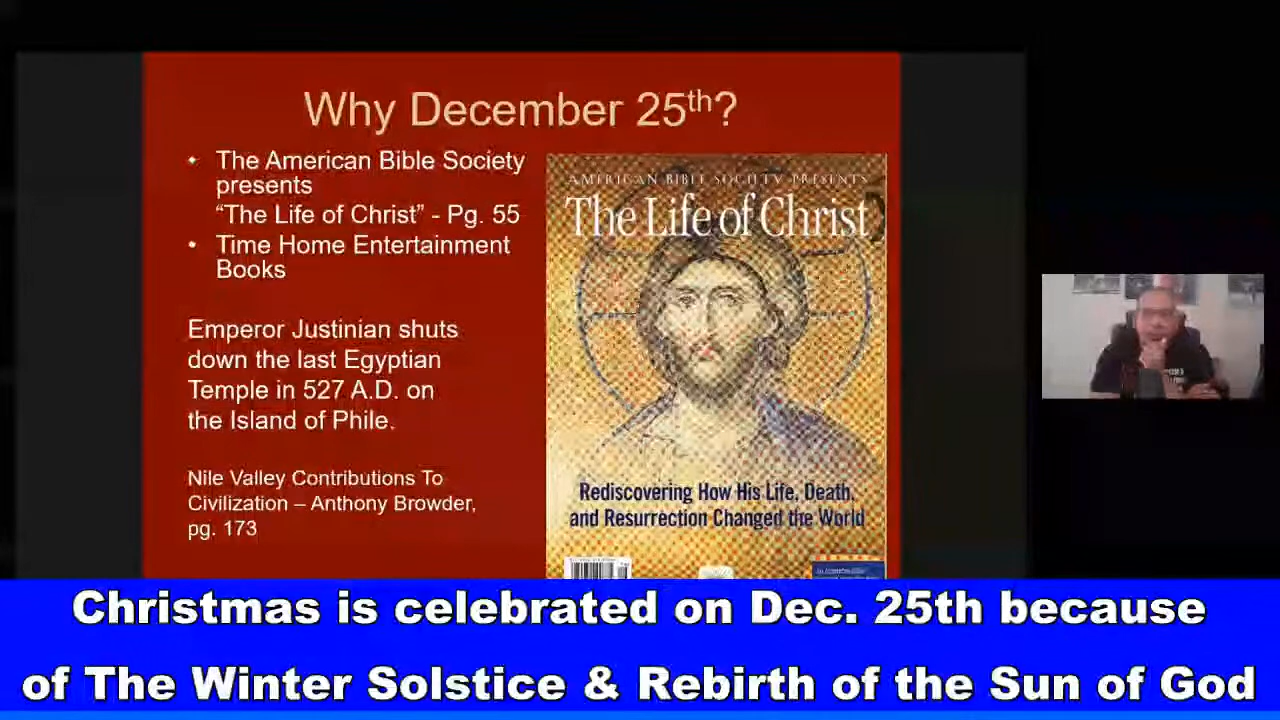 Why December 25th?
• The American Bible Society
presents
“The Life of Christ” - Pg. 55
• Time Home Entertainment
Books
Emperor Justinian shuts
down the last Egyptian
Temple in 527 A.D. on
the Island of Phile.
Nile Valley Contributions To
Civilization – Anthony Browder,
pg. 173
AMERICAN BIBLE SOCIETY PRESENTS
The Life of Christ
Rediscovering How His Life, Death,
and Resurrection Changed the World
Christmas is celebrated on Dec. 25th because
of The Winter Solstice & Rebirth of the Sun of God